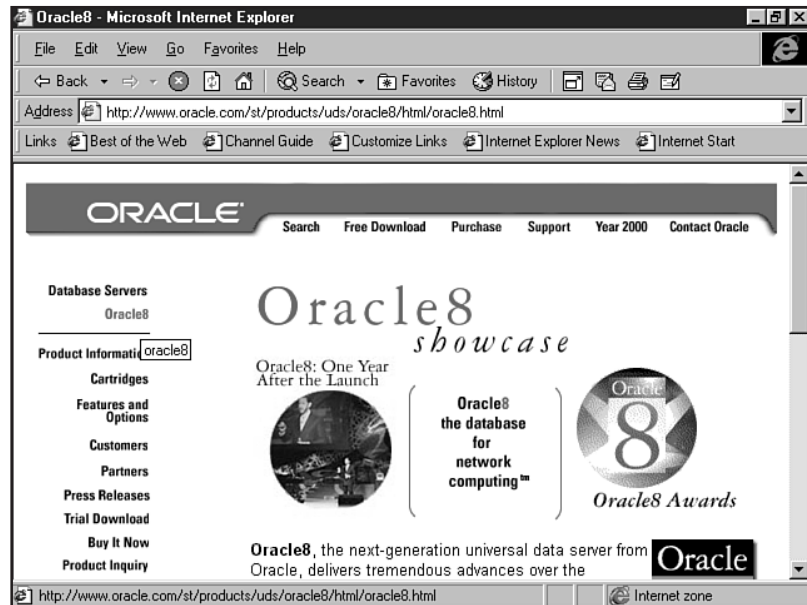 Oracle8 - Microsoft Internet Explorer
File Edit View Go Favorites Help
Back Search Favorites History
Address http://www.oracle.com/st/products/uds/oracle8/html/oracle8.html
Links Best of the Web Channel Guide Customize Links Internet Explorer News Internet Start
ORACLE
Search Free Download Purchase Support Year 2000 Contact Oracle
Database Servers
Oracle8
Product Informatio
oracle8
Cartridges
Features and
Options
Customers
Partners
Press Releases
Trial Download
Buy It Now
Product Inquiry
Oracle8
showcase
Oracle8: One Year
After the Launch
Oracle8
the database
for
network
computing™
Oracle
8
Oracle8 Awards
Oracle8, the next-generation universal data server from
Oracle, delivers tremendous advances over the
Oracle
http://www.oracle.com/st/products/uds/oracle8/html/oracle8.html Internet zone